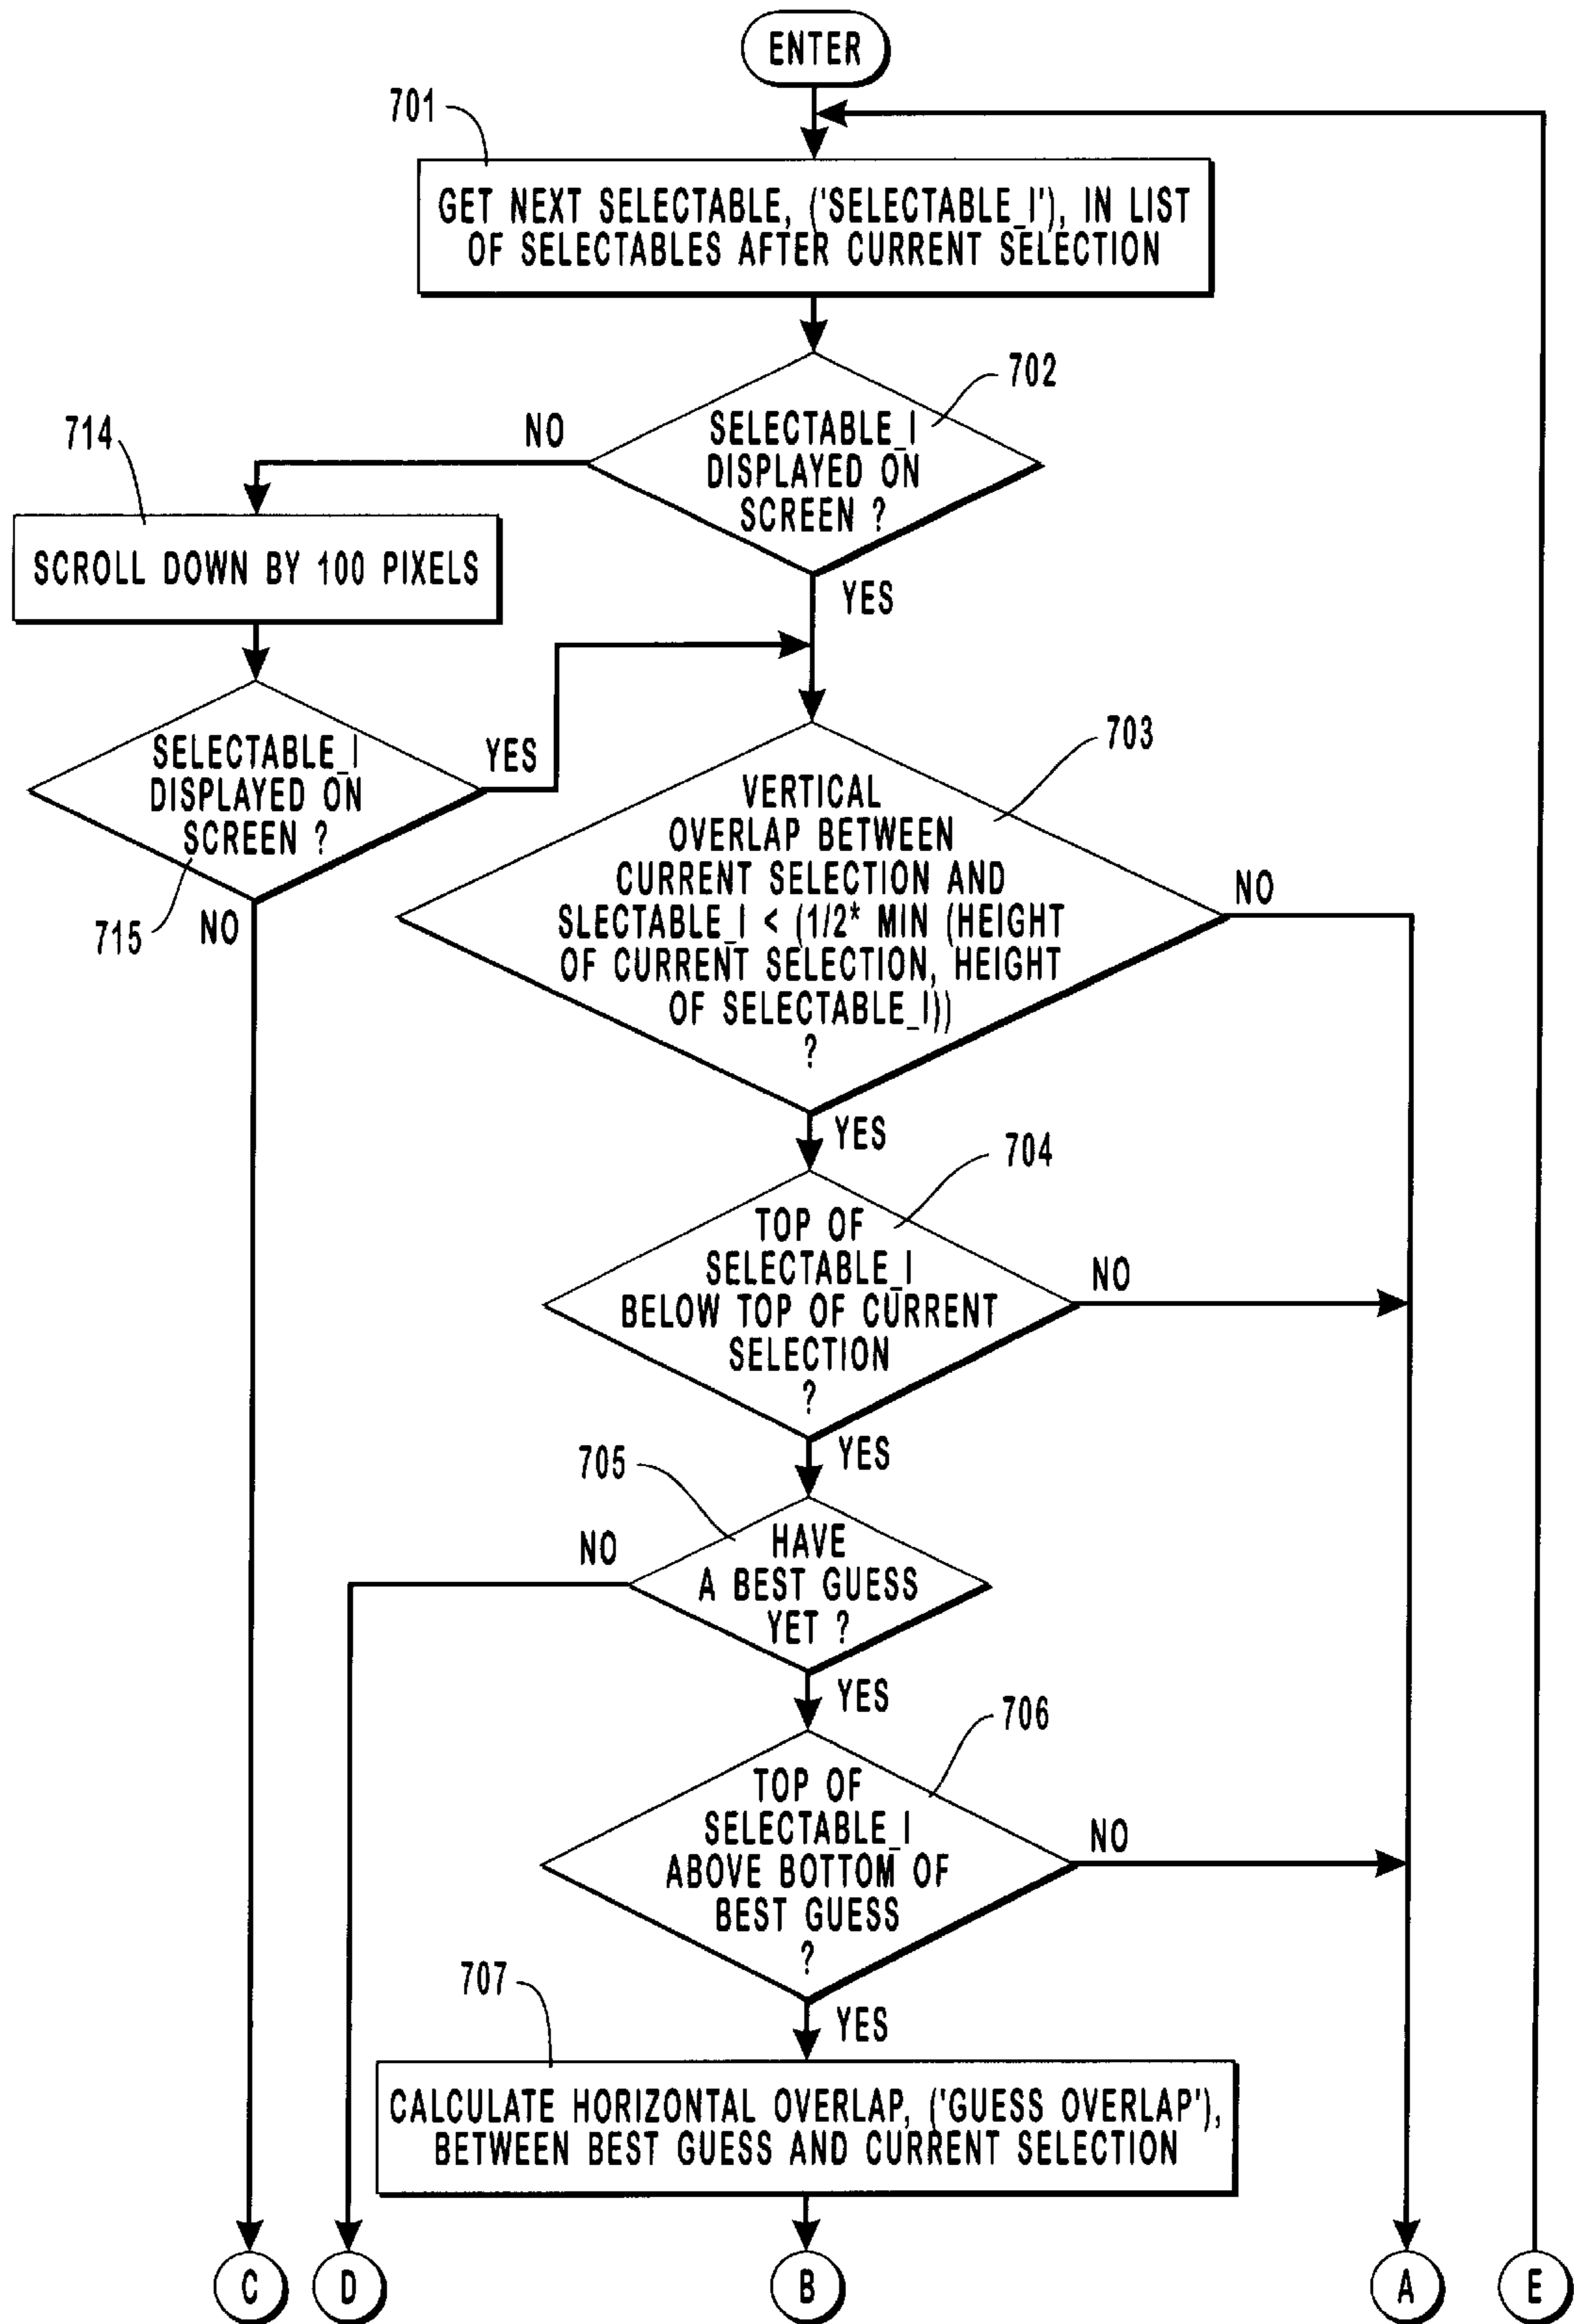 ENTER
701
GET NEXT SELECTABLE, ('SELECTABLE_I'), IN LIST
OF SELECTABLES AFTER CURRENT SELECTION
702
SELECTABLE_I
DISPLAYED ON
SCREEN ?
NO
YES
714
SCROLL DOWN BY 100 PIXELS
SELECTABLE_I
DISPLAYED ON
SCREEN ?
YES
715
NO
703
VERTICAL
OVERLAP BETWEEN
CURRENT SELECTION AND
SLECTABLE_I < (1/2* MIN (HEIGHT
OF CURRENT SELECTION, HEIGHT
OF SELECTABLE_I))
?
NO
YES
704
TOP OF
SELECTABLE_I
BELOW TOP OF CURRENT
SELECTION
?
NO
YES
705
HAVE
A BEST GUESS
YET ?
NO
YES
706
TOP OF
SELECTABLE_I
ABOVE BOTTOM OF
BEST GUESS
?
NO
YES
707
CALCULATE HORIZONTAL OVERLAP, ('GUESS OVERLAP'),
BETWEEN BEST GUESS AND CURRENT SELECTION
C
D
B
A
E